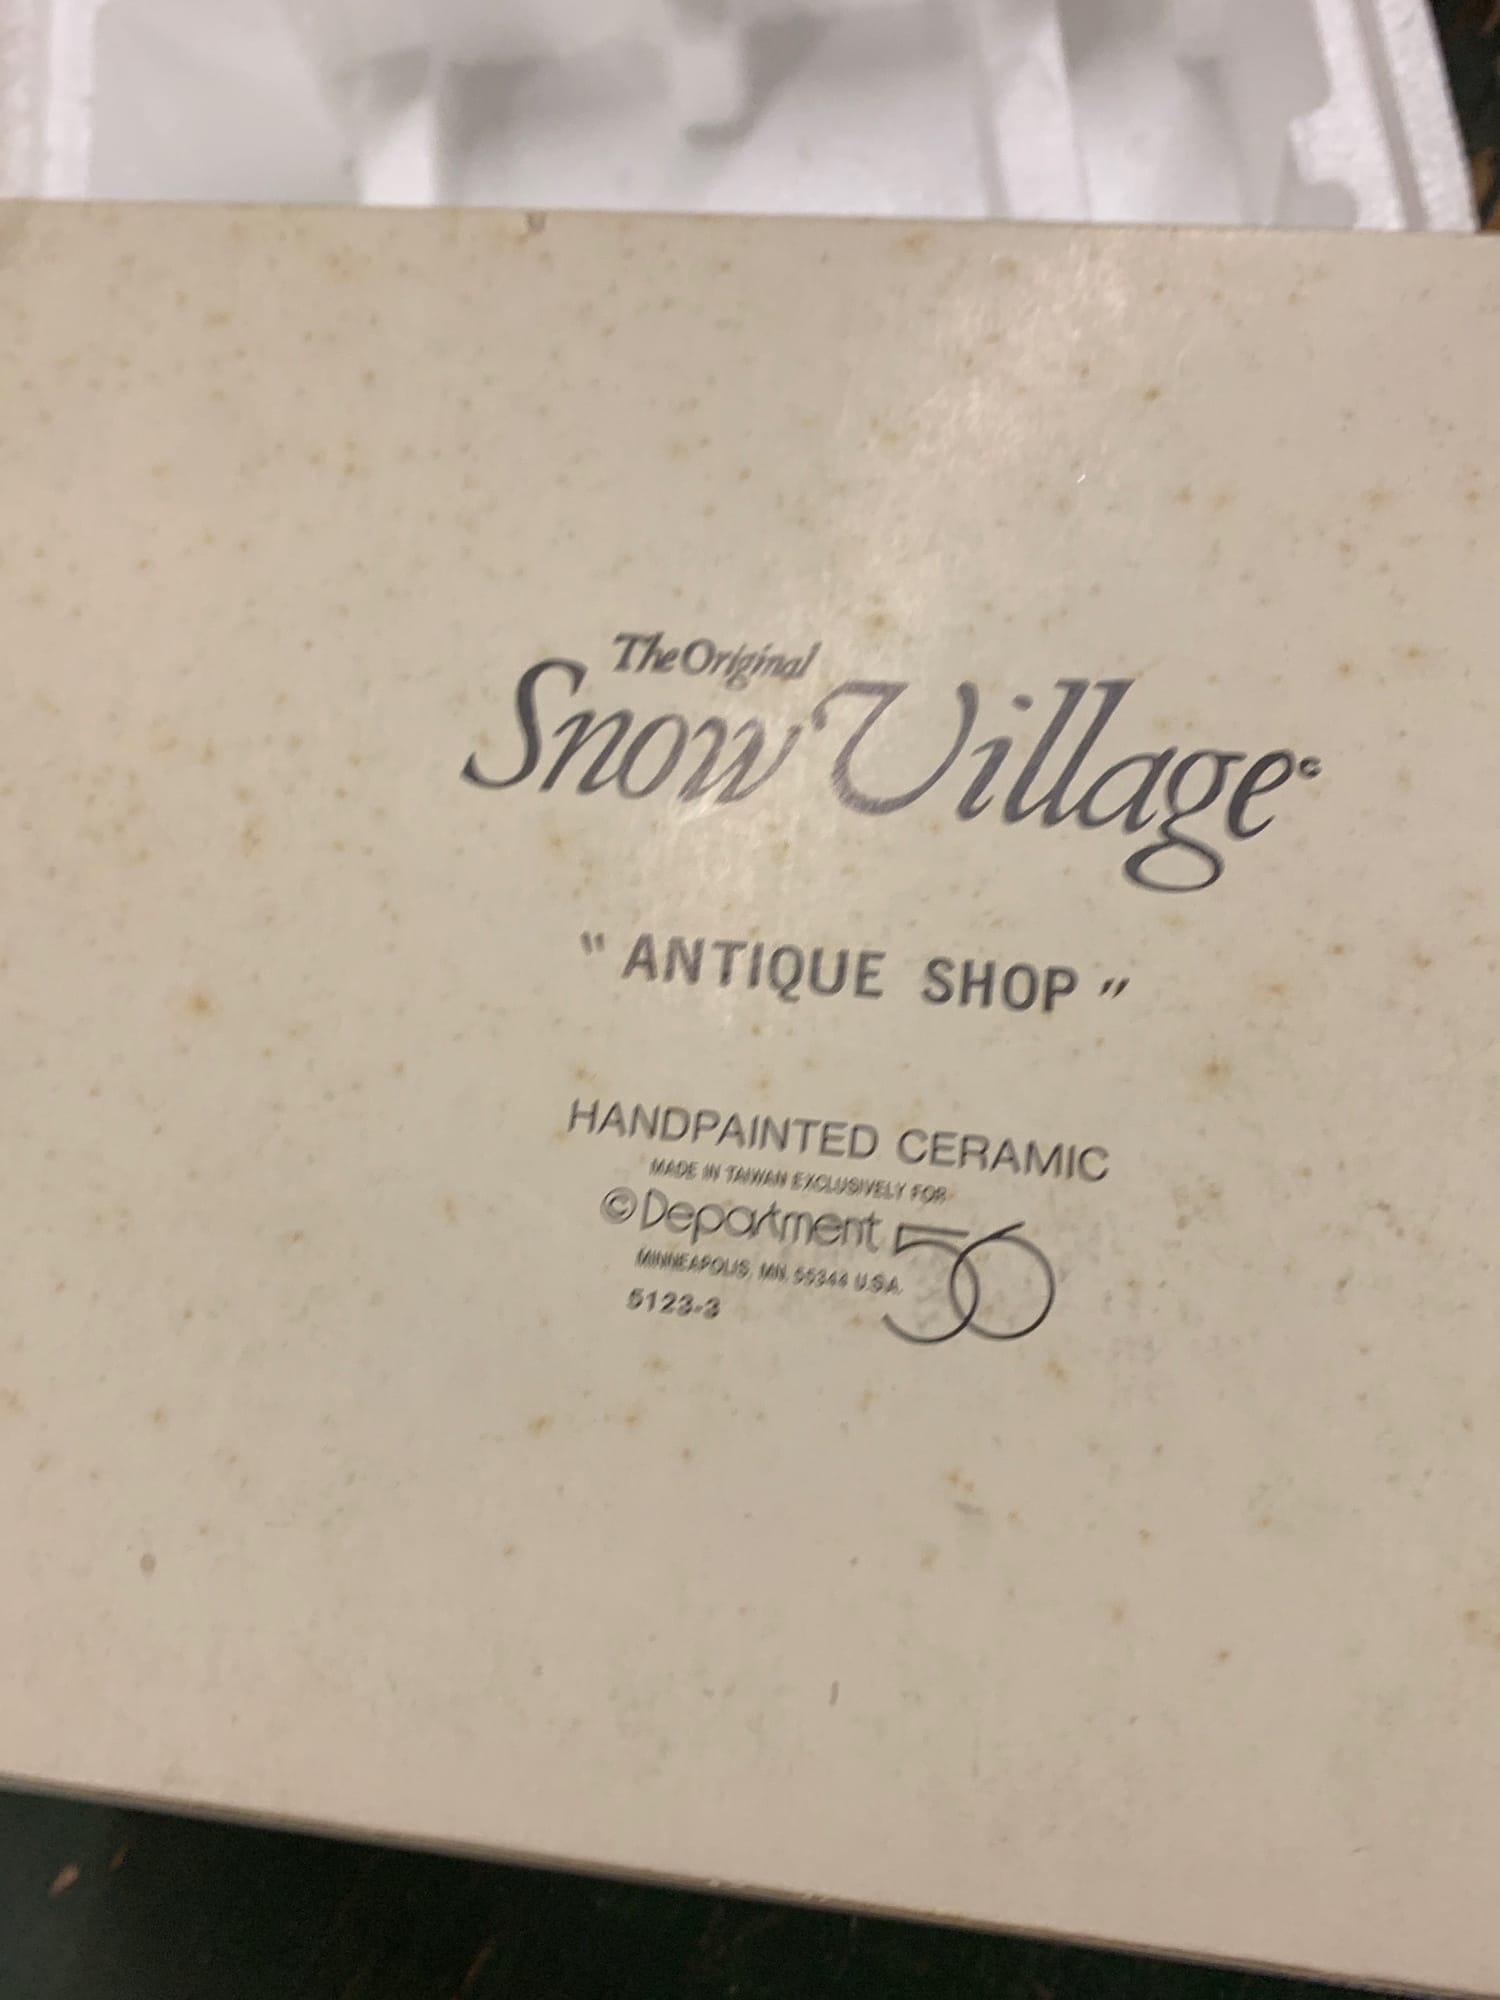 The Original
Snow Village©
"ANTIQUE SHOP"
HANDPAINTED CERAMIC
MADE IN TAIWAN EXCLUSIVELY FOR
©Department 56
MINNEAPOLIS, MN. 55344 U.S.A.
5123-3